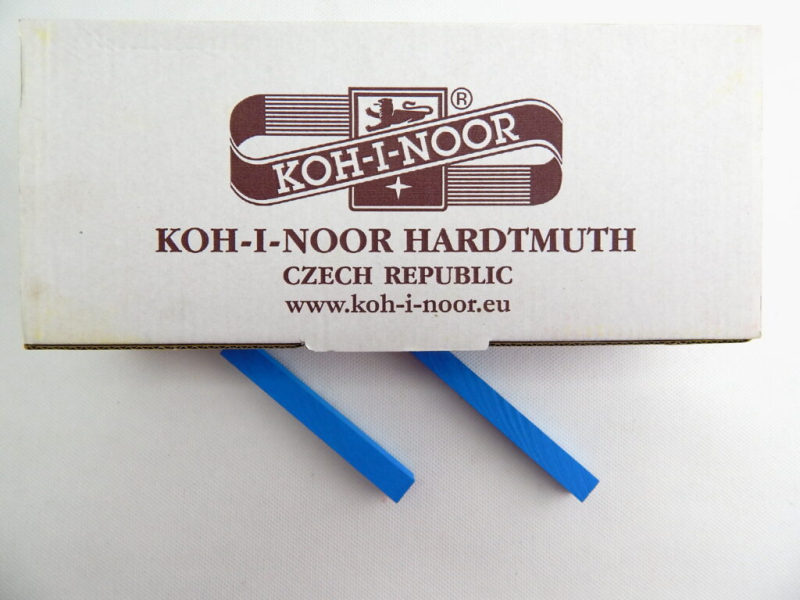 ®
KOH-I-NOOR
KOH-I-NOOR HARDTMUTH
CZECH REPUBLIC
www.koh-i-noor.eu